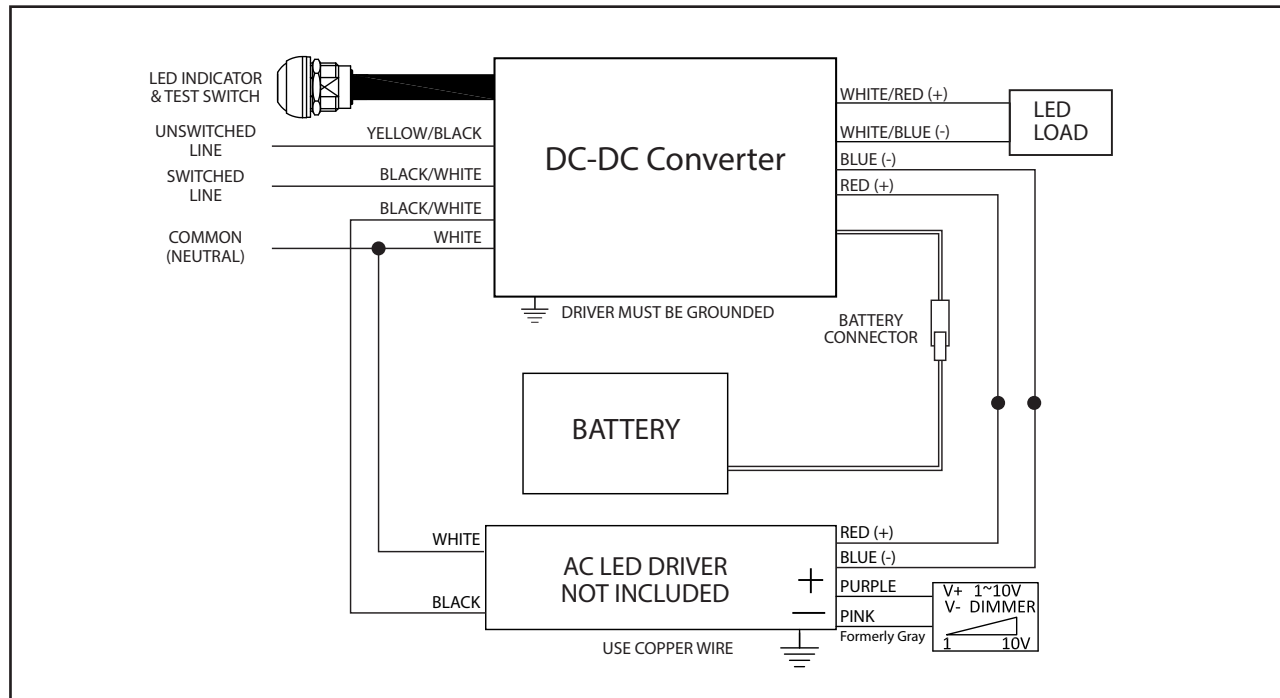 LED INDICATOR
& TEST SWITCH
UNSWITCHED
LINE
YELLOW/BLACK
SWITCHED
LINE
BLACK/WHITE
BLACK/WHITE
COMMON
(NEUTRAL)
WHITE
DC-DC Converter
WHITE/RED (+)
WHITE/BLUE (-)
BLUE (-)
RED (+)
LED
LOAD
DRIVER MUST BE GROUNDED
BATTERY
CONNECTOR
BATTERY
WHITE
BLACK
AC LED DRIVER
NOT INCLUDED
+
—
RED (+)
BLUE (-)
PURPLE
PINK
Formerly Gray
V+ 1~10V
V- DIMMER
1 10V
USE COPPER WIRE